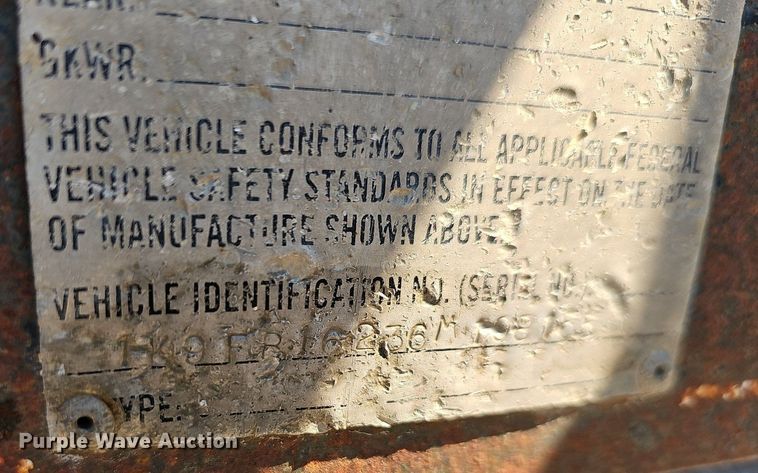 GAWR.
THIS VEHICLE CONFORMS TO ALL APPLICABLE FEDERAL
VEHICLE SAFETY STANDARDS IN EFFECT ON THE DATE
OF MANUFACTURE SHOWN ABOVE.
VEHICLE IDENTIFICATION NO. (SERIAL NO.)
TYPE:
Purple Wave Auction